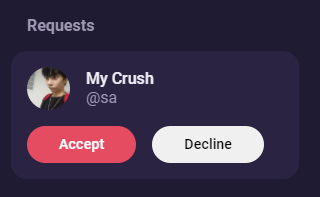 Requests
My Crush
@sa
Accept
Decline